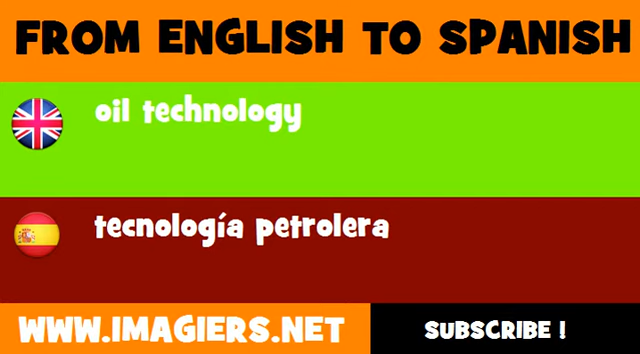 FROM ENGLISH TO SPANISH
oil technology
tecnología petrolera
WWW.IMAGIERS.NET
SUBSCRIBE !